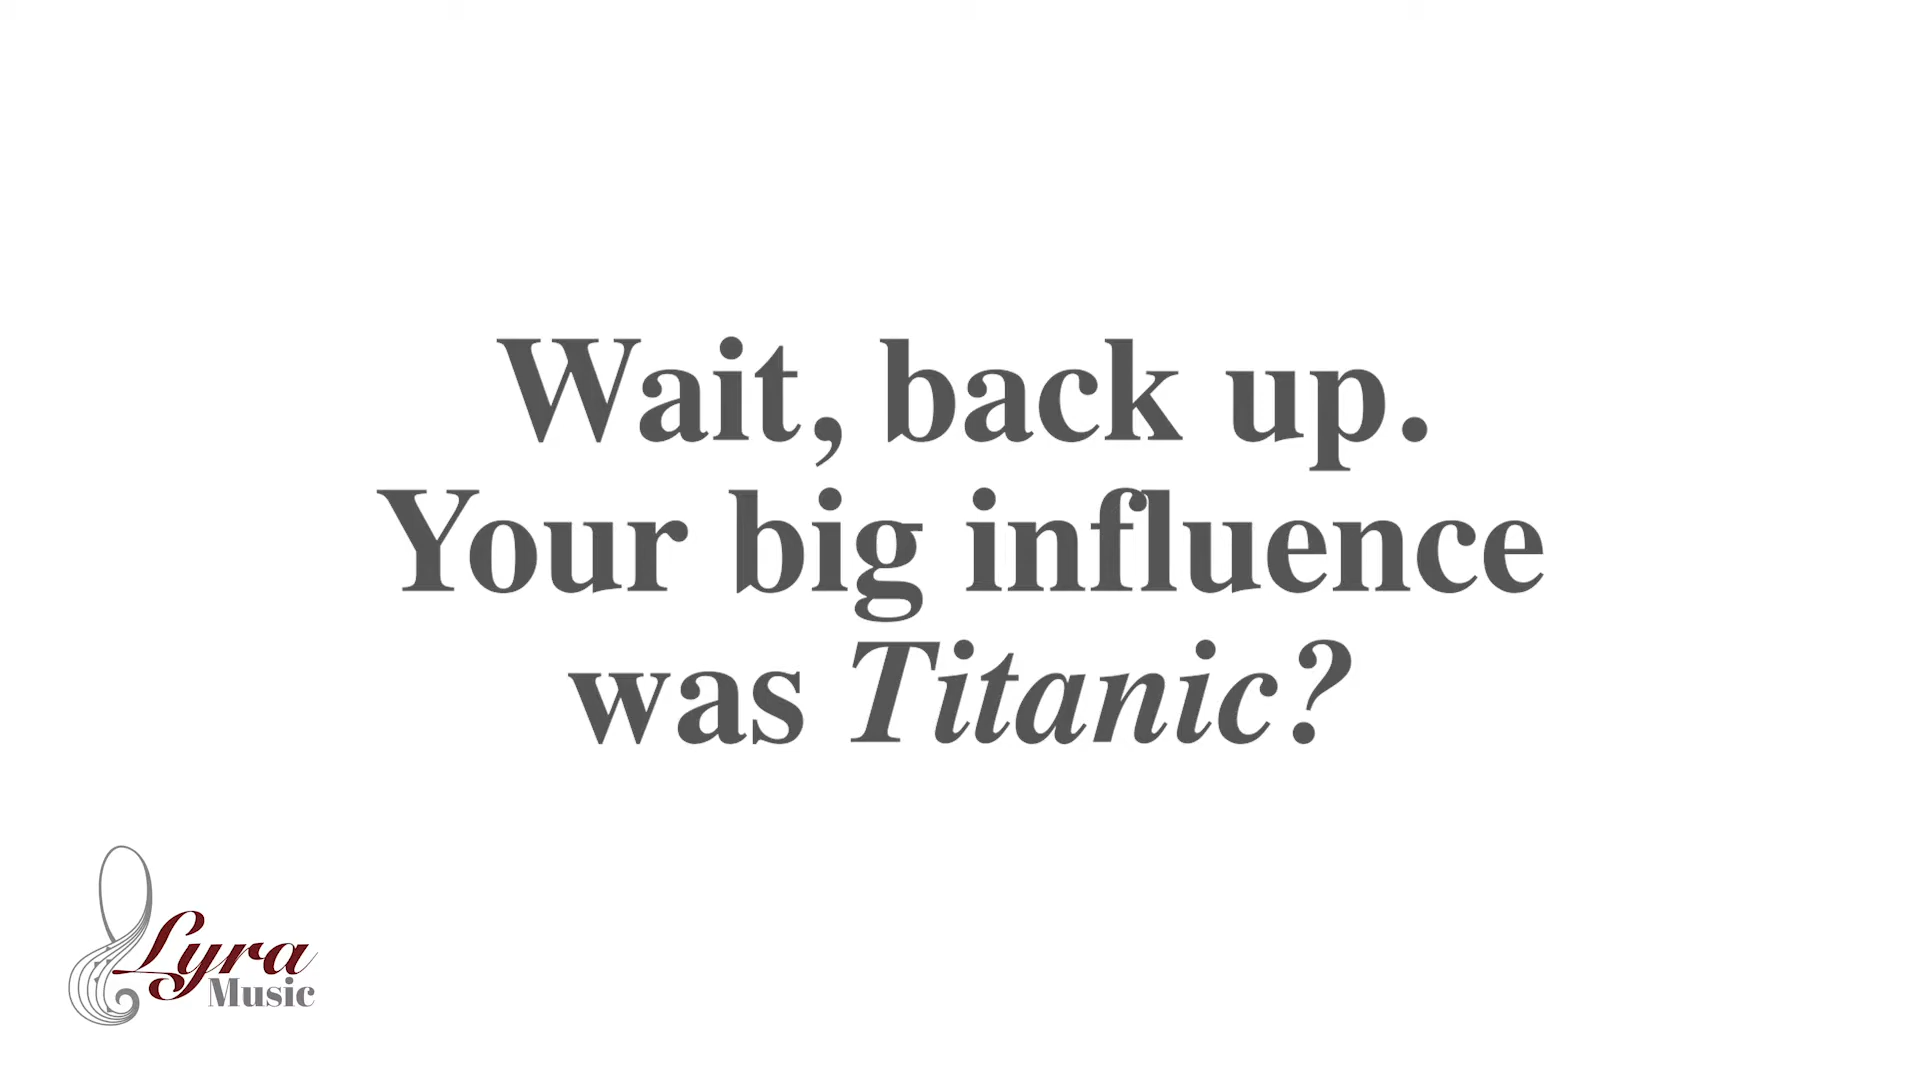 Wait, back up.
Your big influence
was Titanic?
Lyra
Music